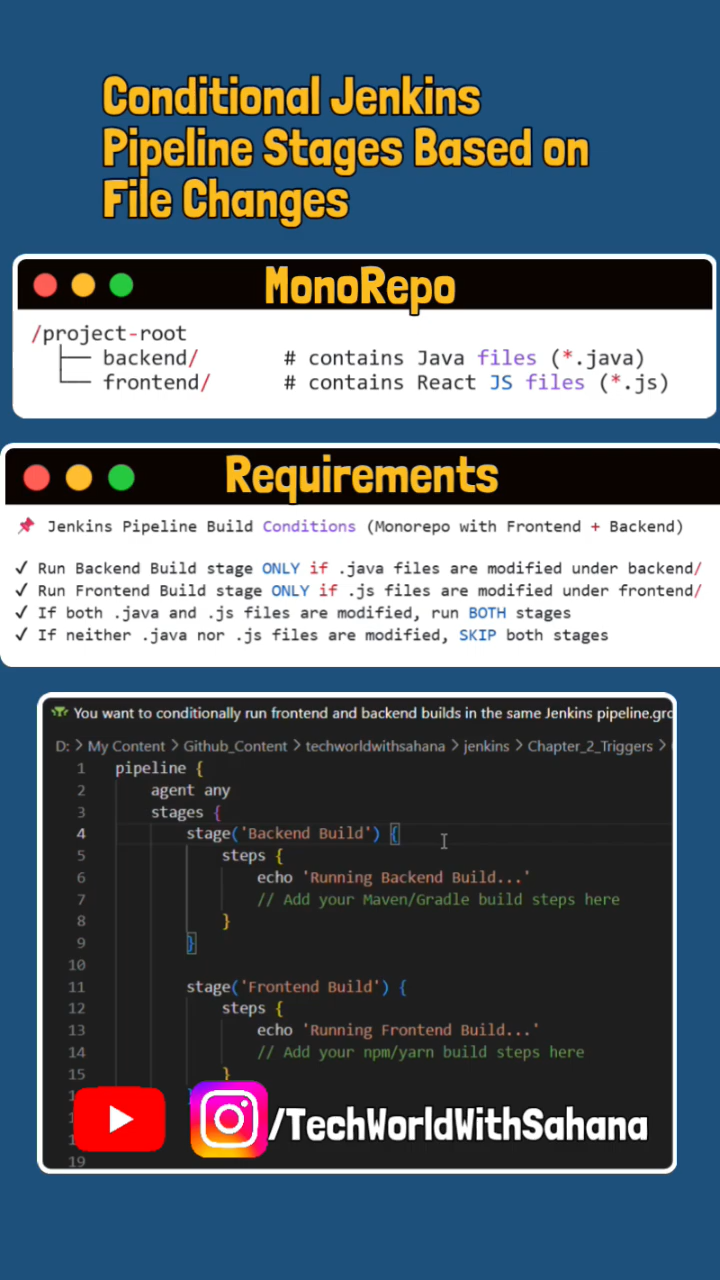 Conditional Jenkins
Pipeline Stages Based on
File Changes
MonoRepo
/project-root
├── backend/ # contains Java files (*.java)
└── frontend/ # contains React JS files (*.js)
Requirements
📌 Jenkins Pipeline Build Conditions (Monorepo with Frontend + Backend)
✓ Run Backend Build stage ONLY if .java files are modified under backend/
✓ Run Frontend Build stage ONLY if .js files are modified under frontend/
✓ If both .java and .js files are modified, run BOTH stages
✓ If neither .java nor .js files are modified, SKIP both stages
You want to conditionally run frontend and backend builds in the same Jenkins pipeline.gro
D: > My Content > Github_Content > techworldwithsahana > jenkins > Chapter_2_Triggers >
1 pipeline {
2 agent any
3 stages {
4 stage('Backend Build') {
5 steps {
6 echo 'Running Backend Build...'
7 // Add your Maven/Gradle build steps here
8 }
9 }
10
11 stage('Frontend Build') {
12 steps {
13 echo 'Running Frontend Build...'
14 // Add your npm/yarn build steps here
15 }
/TechWorldWithSahana
19